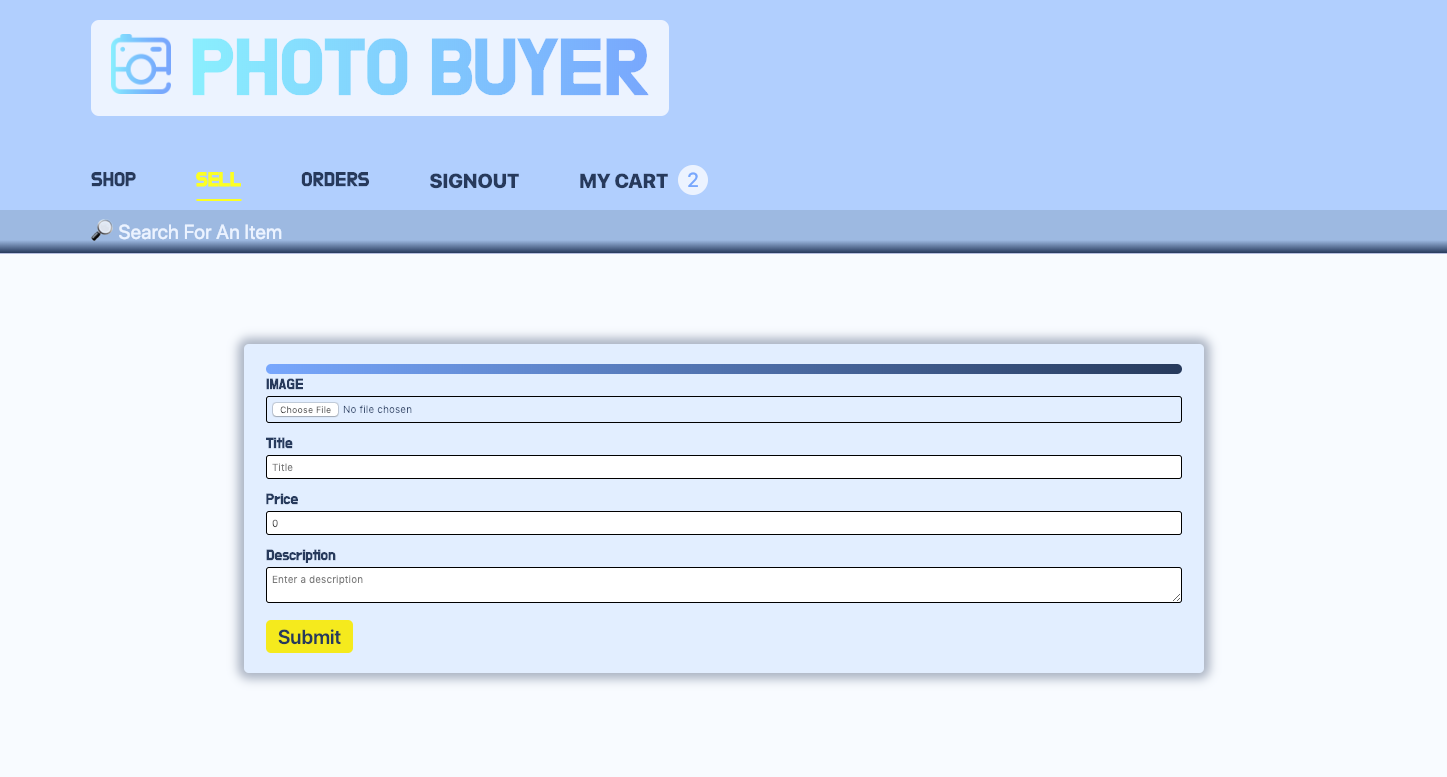 PHOTO BUYER
SHOP SELL ORDERS SIGNOUT MY CART 2
Search For An Item
IMAGE
Choose File No file chosen
Title
Title
Price
0
Description
Enter a description
Submit